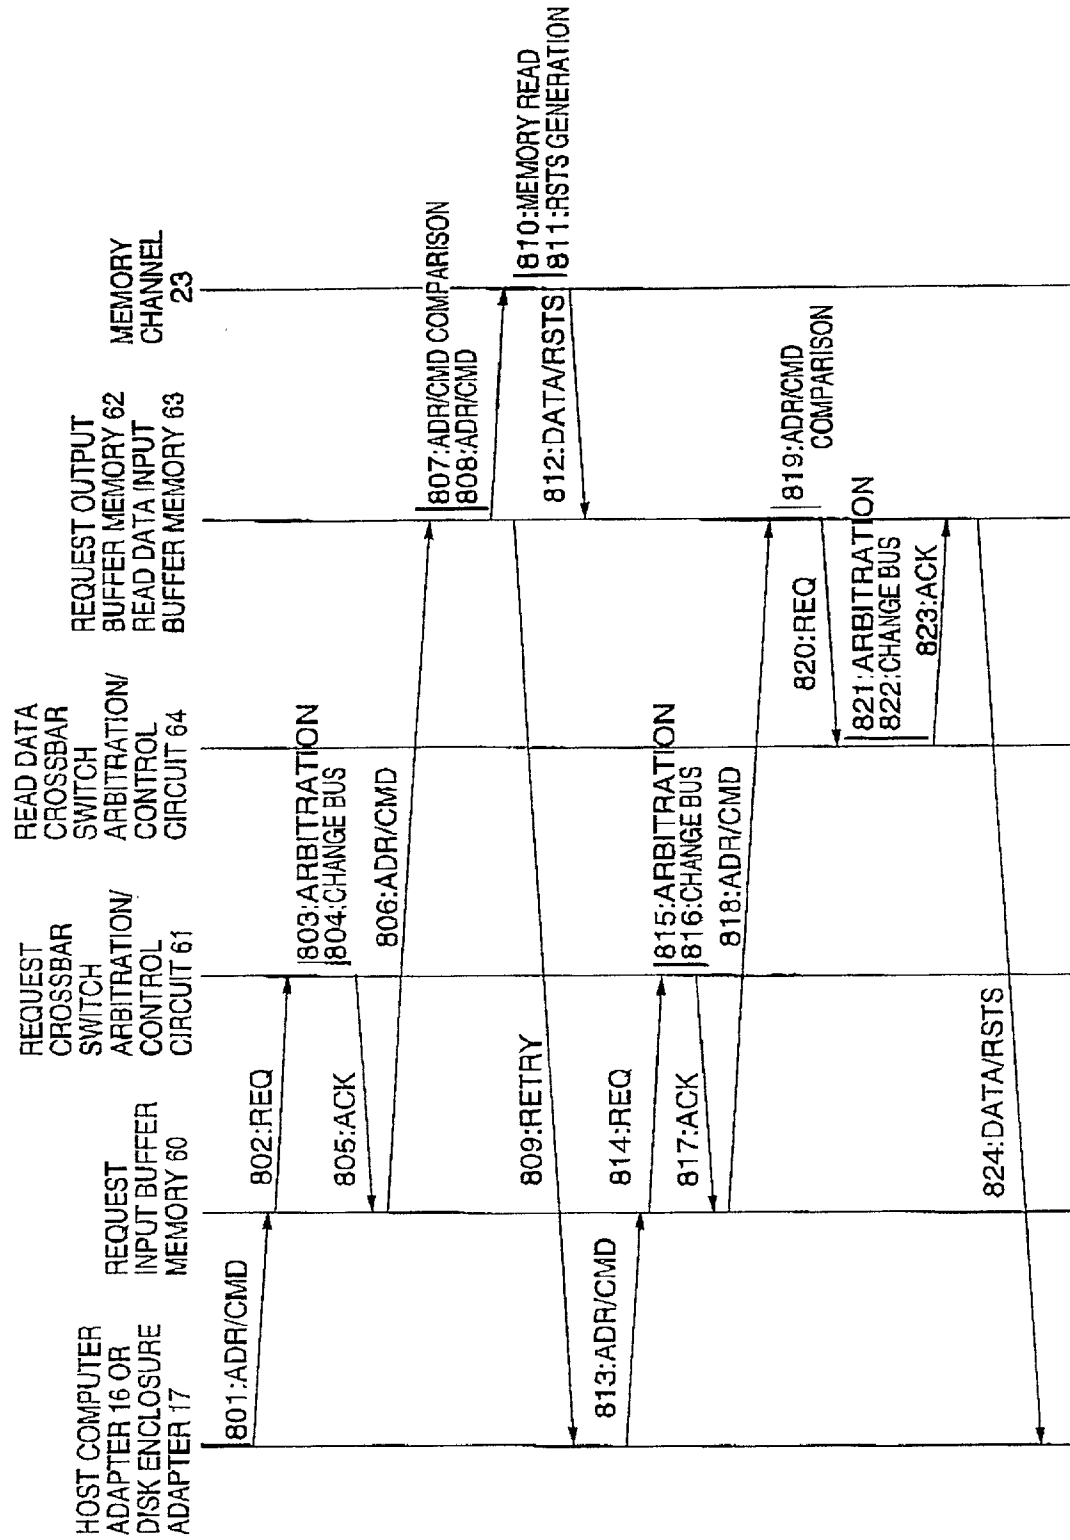 HOST COMPUTER
ADAPTER 16 OR
DISK ENCLOSURE
ADAPTER 17
REQUEST
INPUT BUFFER
MEMORY 60
REQUEST
CROSSBAR
SWITCH
ARBITRATION/
CONTROL
CIRCUIT 61
READ DATA
CROSSBAR
SWITCH
ARBITRATION/
CONTROL
CIRCUIT 64
REQUEST OUTPUT
BUFFER MEMORY 62
READ DATA INPUT
BUFFER MEMORY 63
MEMORY
CHANNEL
23
801:ADR/CMD
802:REQ
803:ARBITRATION
804:CHANGE BUS
805:ACK
806:ADR/CMD
807:ADR/CMD COMPARISON
808:ADR/CMD
809:RETRY
810:MEMORY READ
811:RSTS GENERATION
812:DATA/RSTS
813:ADR/CMD
814:REQ
815:ARBITRATION
816:CHANGE BUS
817:ACK
818:ADR/CMD
819:ADR/CMD
COMPARISON
820:REQ
821:ARBITRATION
822:CHANGE BUS
823:ACK
824:DATA/RSTS